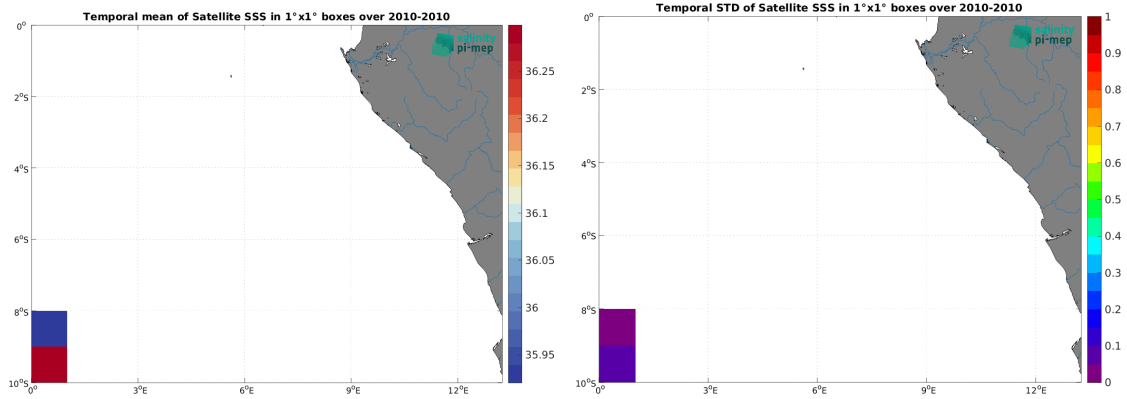 Temporal mean of Satellite SSS in 1°x1° boxes over 2010-2010
salinity
pi-mep
0°
2°S
4°S
6°S
8°S
10°S
0°
3°E
6°E
9°E
12°E
36.25
36.2
36.15
36.1
36.05
36
35.95
Temporal STD of Satellite SSS in 1°x1° boxes over 2010-2010
salinity
pi-mep
0°
2°S
4°S
6°S
8°S
10°S
0°
3°E
6°E
9°E
12°E
1
0.9
0.8
0.7
0.6
0.5
0.4
0.3
0.2
0.1
0